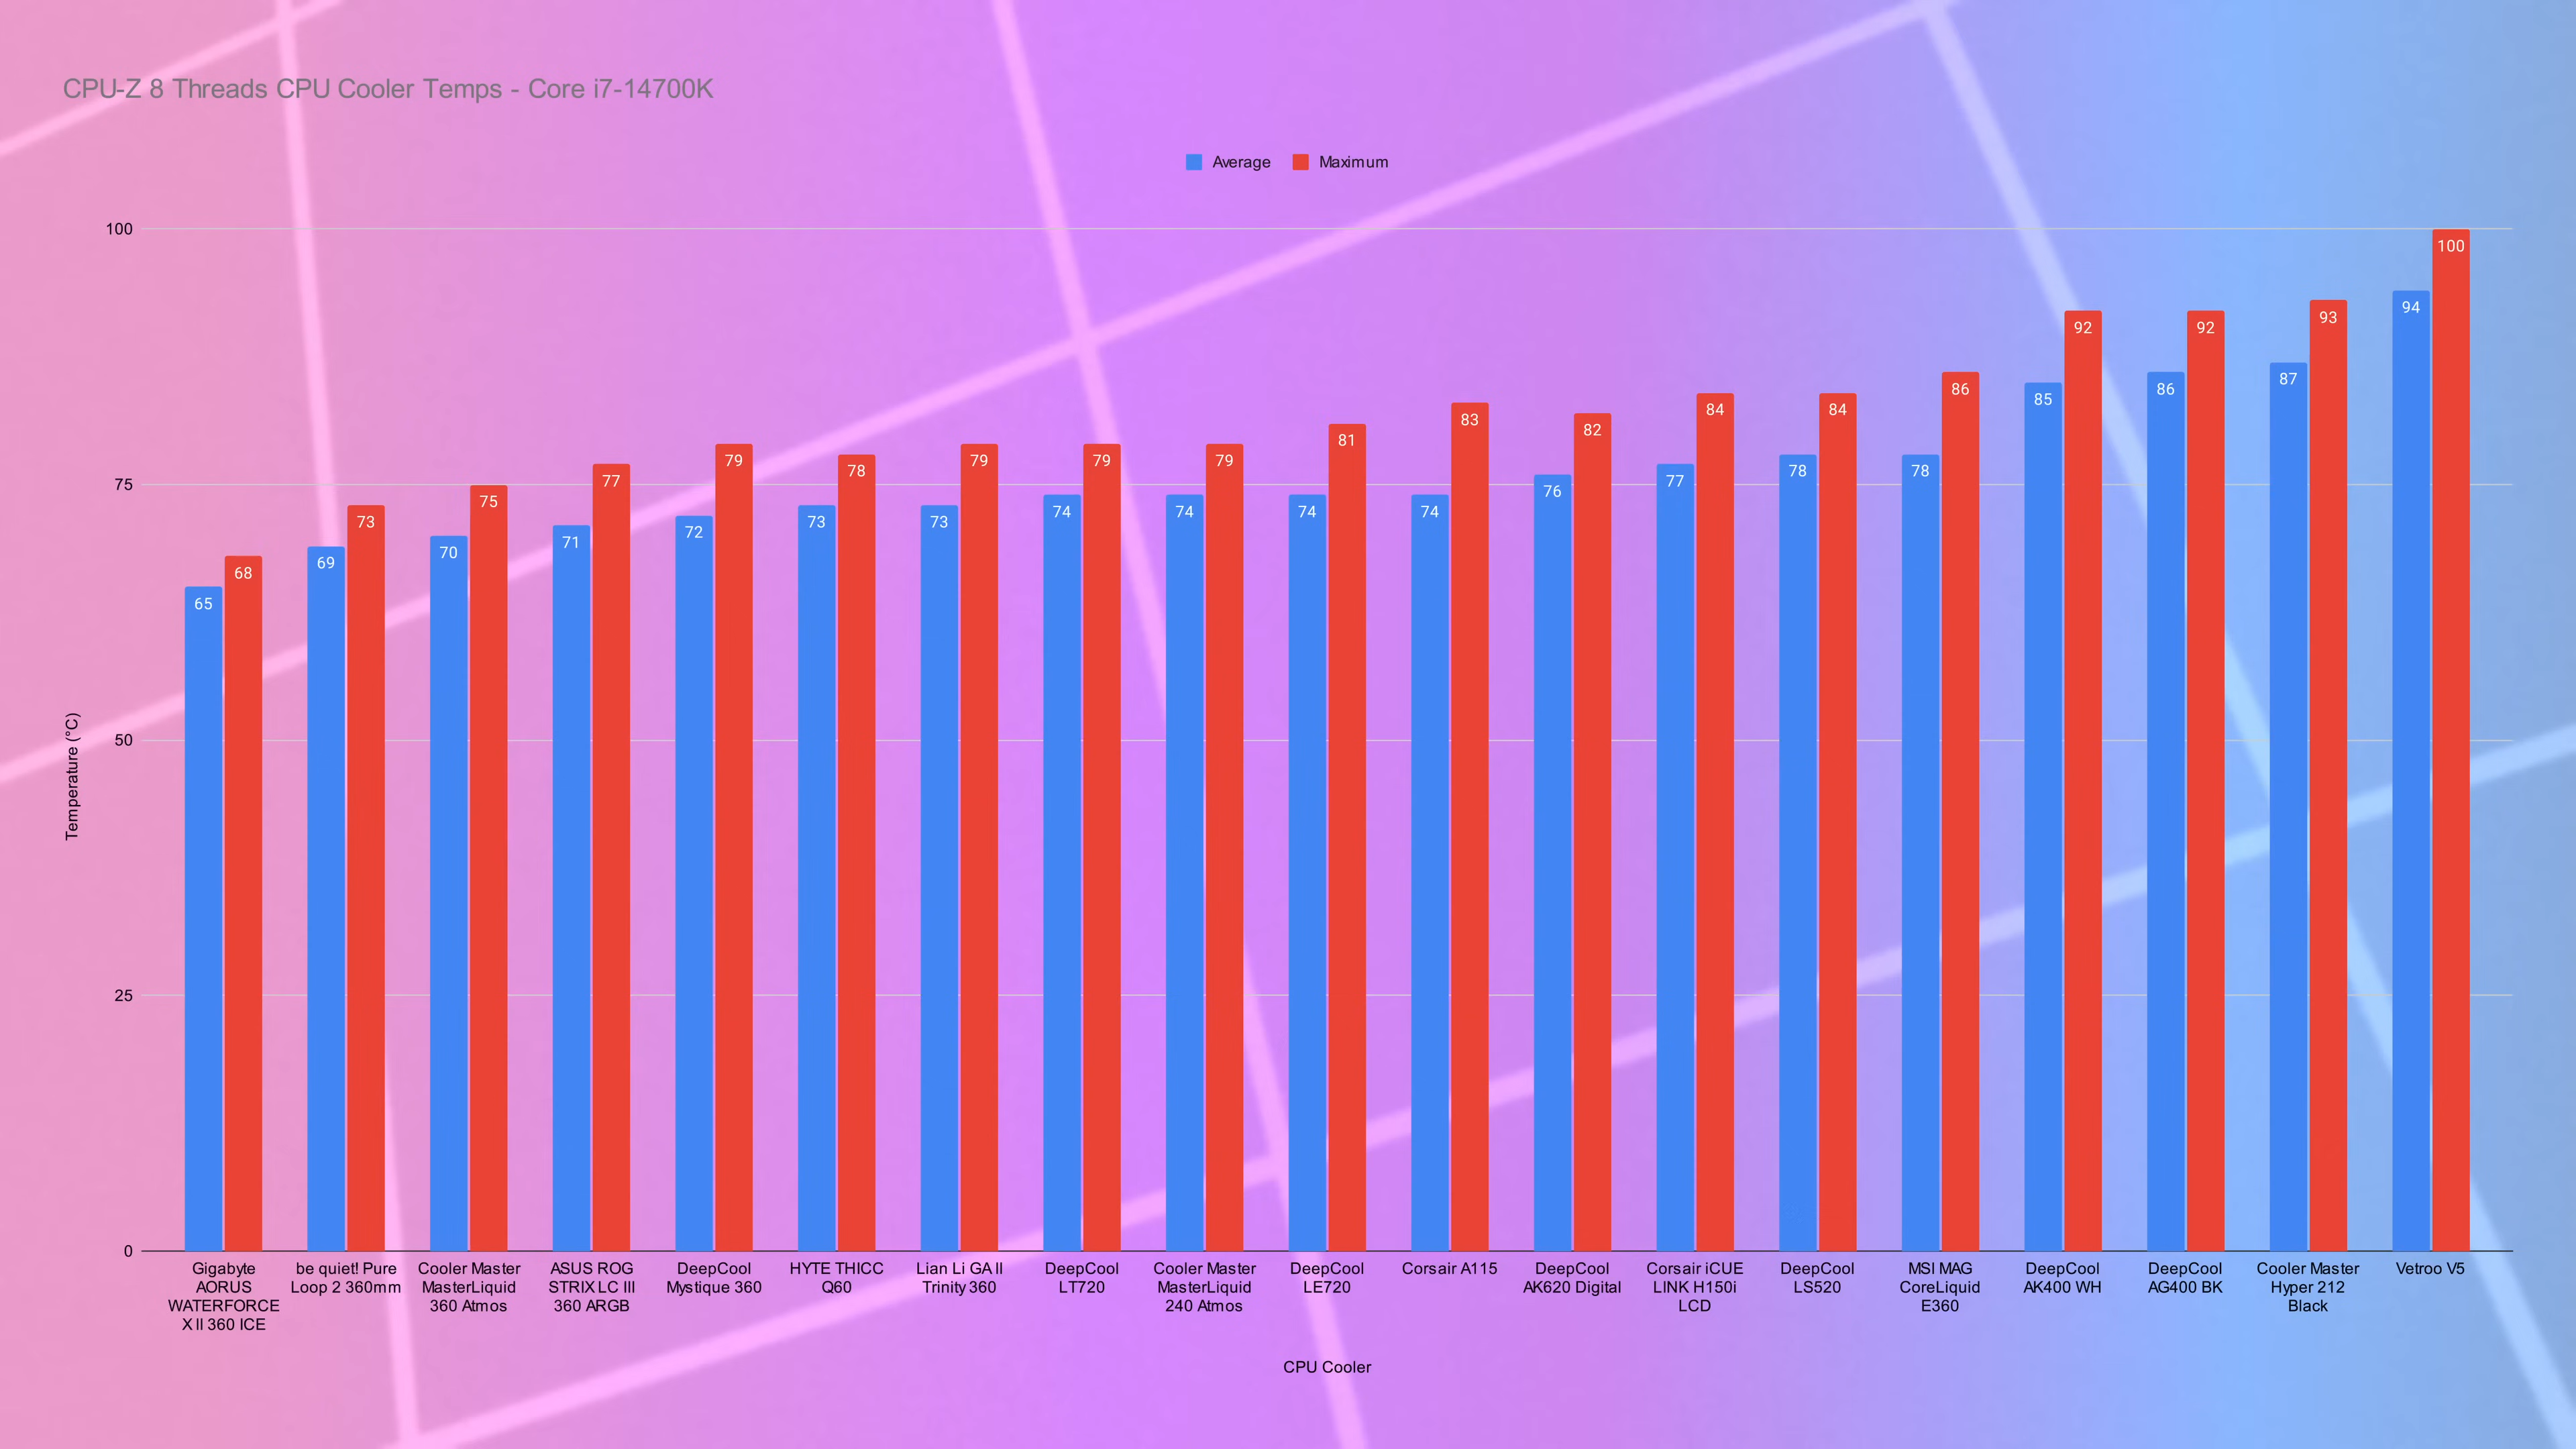 CPU-Z 8 Threads CPU Cooler Temps - Core i7-14700K
Average
Maximum
Temperature (°C)
100
75
50
25
0
65
68
69
73
70
75
71
77
72
79
73
78
73
79
74
79
74
79
74
81
74
83
76
82
77
84
78
84
78
86
85
92
86
92
87
93
94
100
Gigabyte
AORUS
WATERFORCE
X II 360 ICE
be quiet! Pure
Loop 2 360mm
Cooler Master
MasterLiquid
360 Atmos
ASUS ROG
STRIX LC III
360 ARGB
DeepCool
Mystique 360
HYTE THICC
Q60
Lian Li GA II
Trinity 360
DeepCool
LT720
Cooler Master
MasterLiquid
240 Atmos
DeepCool
LE720
Corsair A115
DeepCool
AK620 Digital
Corsair iCUE
LINK H150i
LCD
DeepCool
LS520
MSI MAG
CoreLiquid
E360
DeepCool
AK400 WH
DeepCool
AG400 BK
Cooler Master
Hyper 212
Black
Vetroo V5
CPU Cooler